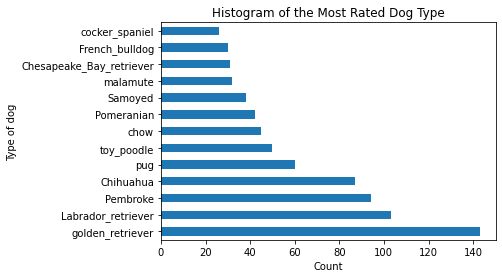 Histogram of the Most Rated Dog Type
cocker_spaniel
French_bulldog
Chesapeake_Bay_retriever
malamute
Samoyed
Pomeranian
chow
toy_poodle
pug
Chihuahua
Pembroke
Labrador_retriever
golden_retriever
Type of dog
0 20 40 60 80 100 120 140
Count